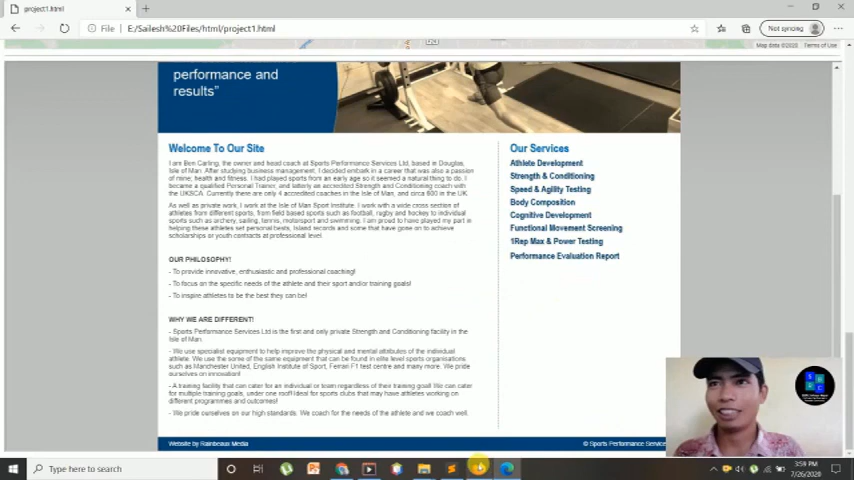 project1.html
File
E:/Sailesh%20Files/html/project1.html
Not syncing
Map data ©2020 Terms of Use
performance and
results"
Welcome To Our Site
Our Services
I am Ben Carling, the owner and head coach at Sports Performance Services Ltd, based in Douglas,
Isle of Man. After studying business management, I decided embark in a career that was also a passion
of mine; health and fitness. I had played sports from an early age so it seemed a natural thing to do. I
became a qualified Personal Trainer, and latterly an accredited Strength and Conditioning coach with
the UKSCA. Currently there are only 4 accredited coaches in the Isle of Man, and circa 600 in the UK.
As well as private work, I work at the Isle of Man Sport Institute. I work with a wide cross section of
athletes from different sports, from field based sports such as football, rugby and hockey to individual
sports such as archery, sailing, tennis, motorsport and swimming. I am proud to have played my part in
helping these athletes set personal bests, Island records and some that have gone on to achieve
scholarships or youth contracts at professional level.
OUR PHILOSOPHY!
- To provide innovative, enthusiastic and professional coaching!
- To focus on the specific needs of the athlete and their sport and/or training goals!
- To inspire athletes to be the best they can be!
WHY WE ARE DIFFERENT!
- Sports Performance Services Ltd is the first and only private Strength and Conditioning facility in the
Isle of Man.
- We use specialist equipment to help improve the physical and mental attributes of the individual
athlete. We use the some of the same equipment that can be found in elite level sports organisations
such as Manchester United, English Institute of Sport, Ferrari F1 test centre and many more. We pride
ourselves on innovation!
- A training facility that can cater for an individual or team regardless of their training goal! We can cater
for multiple training goals, under one roof! Ideal for sports clubs that may have athletes working on
different programmes and outcomes!
- We pride ourselves on our high standards. We coach for the needs of the athlete and we coach well.
Athlete Development
Strength & Conditioning
Speed & Agility Testing
Body Composition
Cognitive Development
Functional Movement Screening
1Rep Max & Power Testing
Performance Evaluation Report
Website by Rainbeaux Media
© Sports Performance Service
Type here to search
3:59 PM
7/26/2020